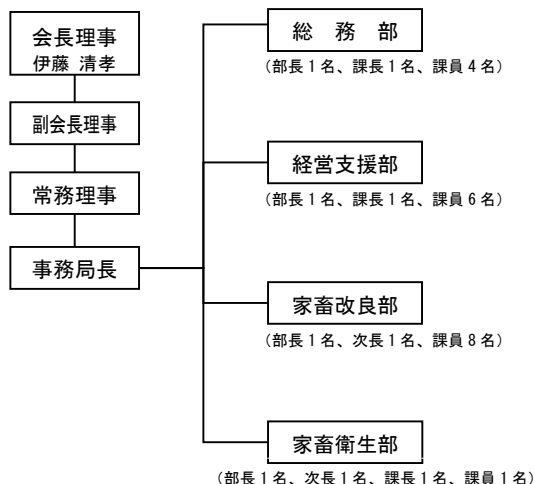 会長理事
伊藤 清孝
副会長理事
常務理事
事務局長
総 務 部
(部長1名、課長1名、課員4名)
経営支援部
(部長1名、課長1名、課員6名)
家畜改良部
(部長1名、次長1名、課員8名)
家畜衛生部
(部長1名、次長1名、課長1名、課員1名)